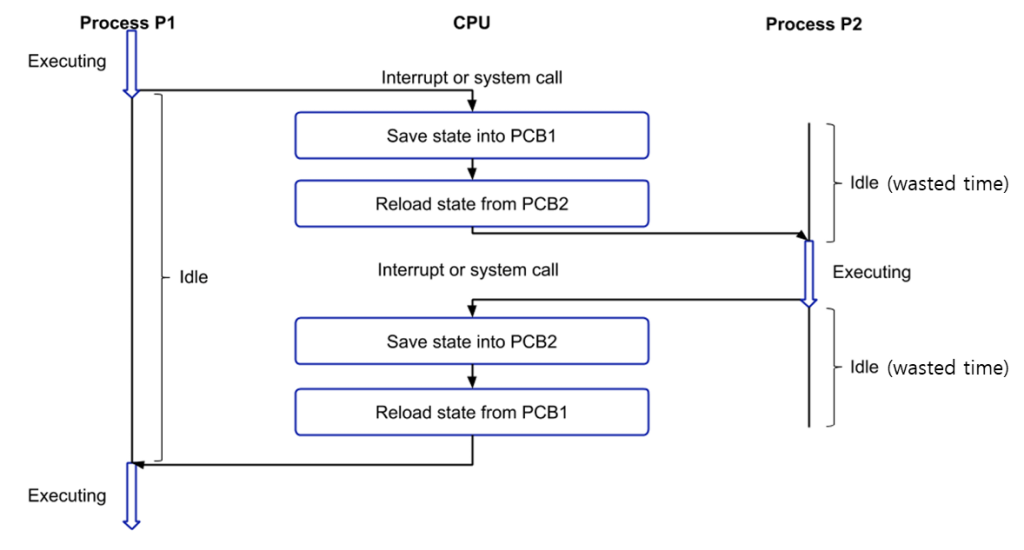 Process P1
CPU
Process P2
Executing
Interrupt or system call
Save state into PCB1
Idle (wasted time)
Reload state from PCB2
Idle
Interrupt or system call
Executing
Save state into PCB2
Idle (wasted time)
Reload state from PCB1
Executing